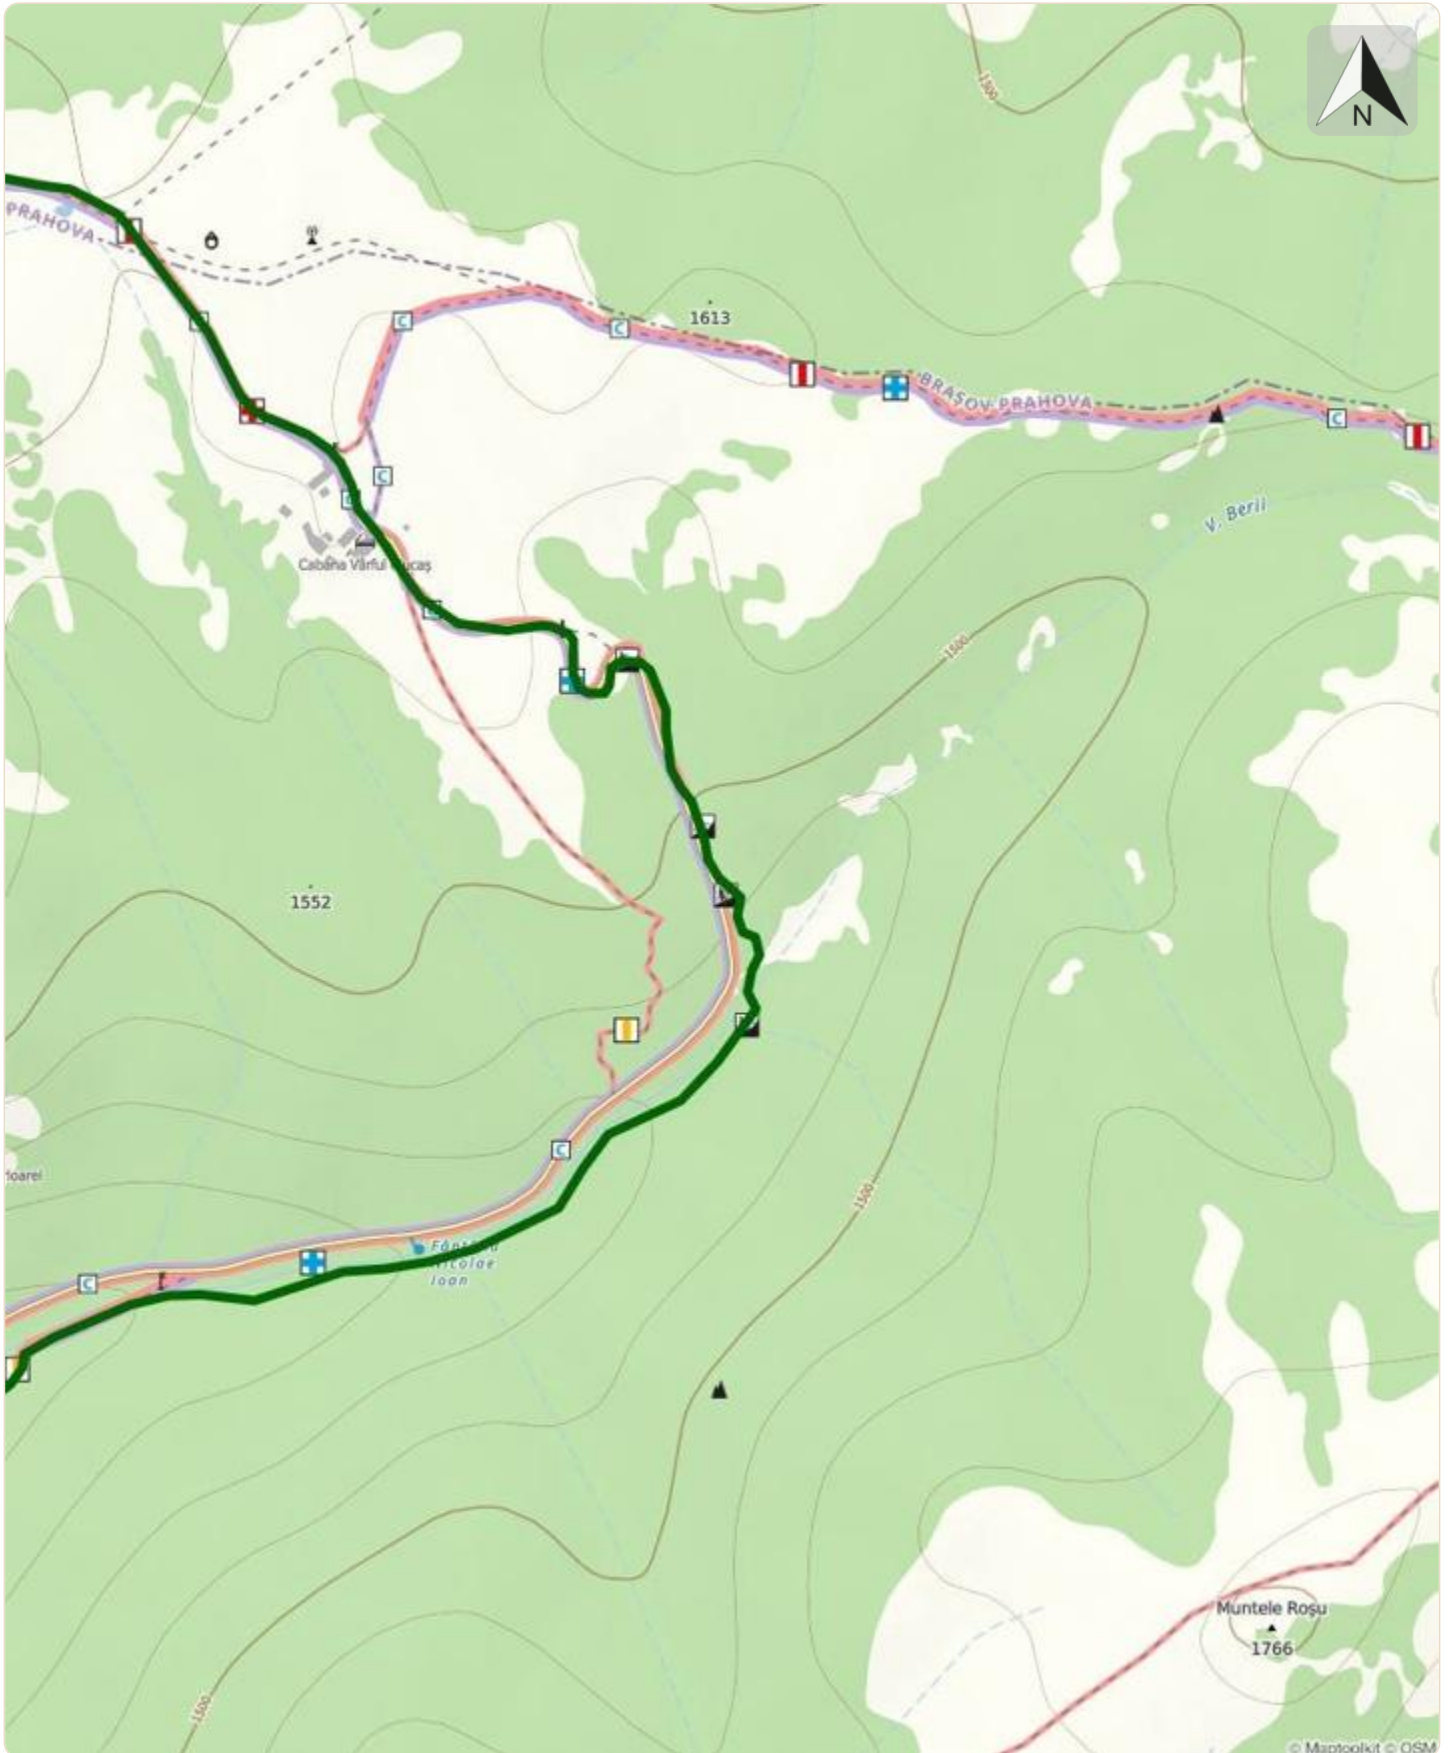 1500
N
PRAHOVA
1613
BRAȘOV-PRAHOVA
V. Berii
Cabana Vârful Ciucaș
1500
1552
1500
Nicolae
Ioan
Muntele Roșu
1766
1500
© Maptoolkit © OSM